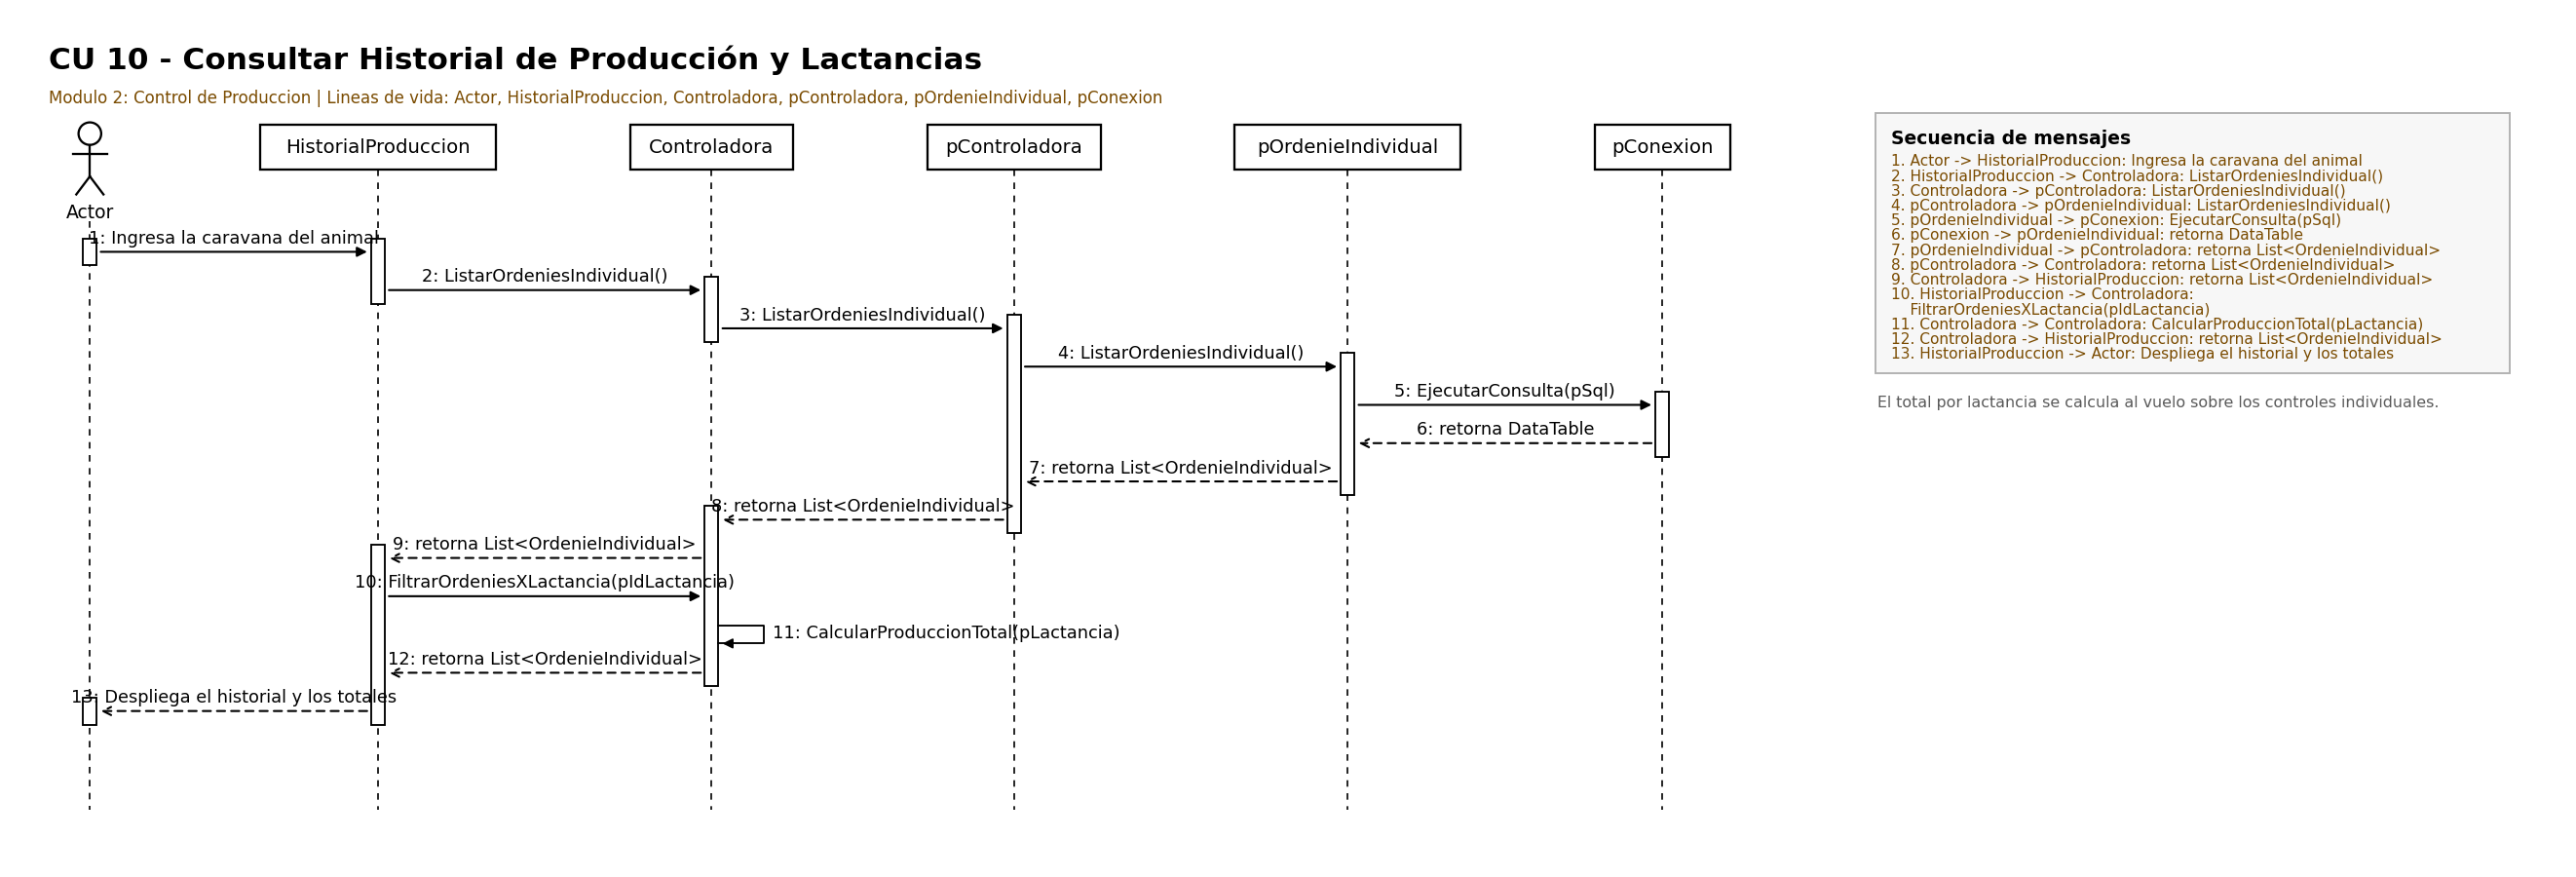 CU 10 - Consultar Historial de Producción y Lactancias
Modulo 2: Control de Produccion | Lineas de vida: Actor, HistorialProduccion, Controladora, pControladora, pOrdenieIndividual, pConexion
Actor
HistorialProduccion
Controladora
pControladora
pOrdenieIndividual
pConexion
1: Ingresa la caravana del animal
2: ListarOrdeniesIndividual()
3: ListarOrdeniesIndividual()
4: ListarOrdeniesIndividual()
5: EjecutarConsulta(pSql)
6: retorna DataTable
7: retorna List<OrdenieIndividual>
8: retorna List<OrdenieIndividual>
9: retorna List<OrdenieIndividual>
10: FiltrarOrdeniesXLactancia(pIdLactancia)
11: CalcularProduccionTotal(pLactancia)
12: retorna List<OrdenieIndividual>
13: Despliega el historial y los totales
Secuencia de mensajes
1. Actor -> HistorialProduccion: Ingresa la caravana del animal
2. HistorialProduccion -> Controladora: ListarOrdeniesIndividual()
3. Controladora -> pControladora: ListarOrdeniesIndividual()
4. pControladora -> pOrdenieIndividual: ListarOrdeniesIndividual()
5. pOrdenieIndividual -> pConexion: EjecutarConsulta(pSql)
6. pConexion -> pOrdenieIndividual: retorna DataTable
7. pOrdenieIndividual -> pControladora: retorna List<OrdenieIndividual>
8. pControladora -> Controladora: retorna List<OrdenieIndividual>
9. Controladora -> HistorialProduccion: retorna List<OrdenieIndividual>
10. HistorialProduccion -> Controladora:
FiltrarOrdeniesXLactancia(pIdLactancia)
11. Controladora -> Controladora: CalcularProduccionTotal(pLactancia)
12. Controladora -> HistorialProduccion: retorna List<OrdenieIndividual>
13. HistorialProduccion -> Actor: Despliega el historial y los totales
El total por lactancia se calcula al vuelo sobre los controles individuales.